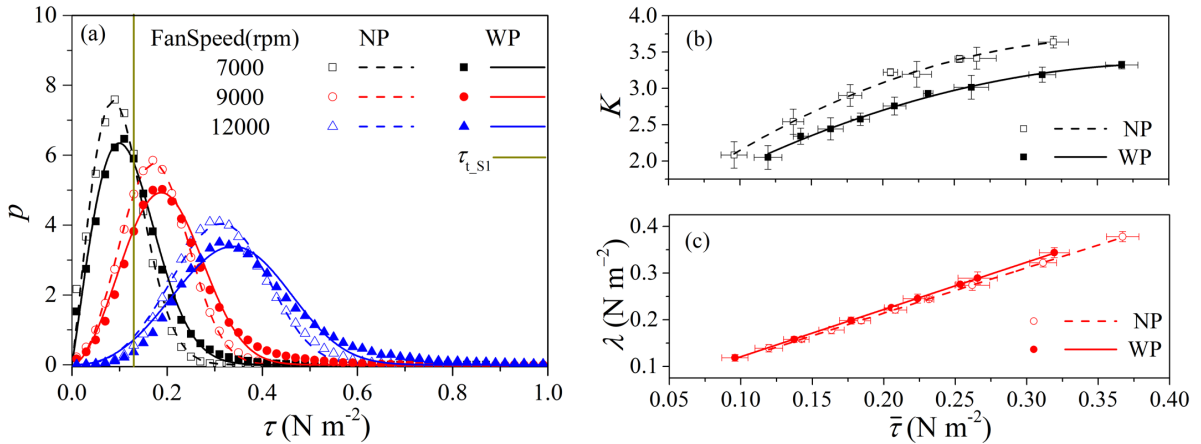 (a)
FanSpeed(rpm) NP WP
7000
9000
12000
τt_S1
10
8
6
4
2
0
p
0.0 0.2 0.4 0.6 0.8 1.0
τ (N m⁻²)
(b)
4.0
3.5
3.0
2.5
2.0
K
NP
WP
(c)
0.4
0.3
0.2
0.1
λ (N m⁻²)
NP
WP
0.05 0.10 0.15 0.20 0.25 0.30 0.35 0.40
τ̄ (N m⁻²)